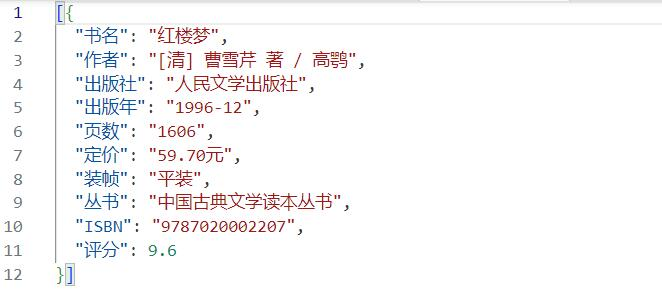 1 [{
2 "书名": "红楼梦",
3 "作者": "[清] 曹雪芹 著 / 高鹗",
4 "出版社": "人民文学出版社",
5 "出版年": "1996-12",
6 "页数": "1606",
7 "定价": "59.70元",
8 "装帧": "平装",
9 "丛书": "中国古典文学读本丛书",
10 "ISBN": "9787020002207",
11 "评分": 9.6
12 }]